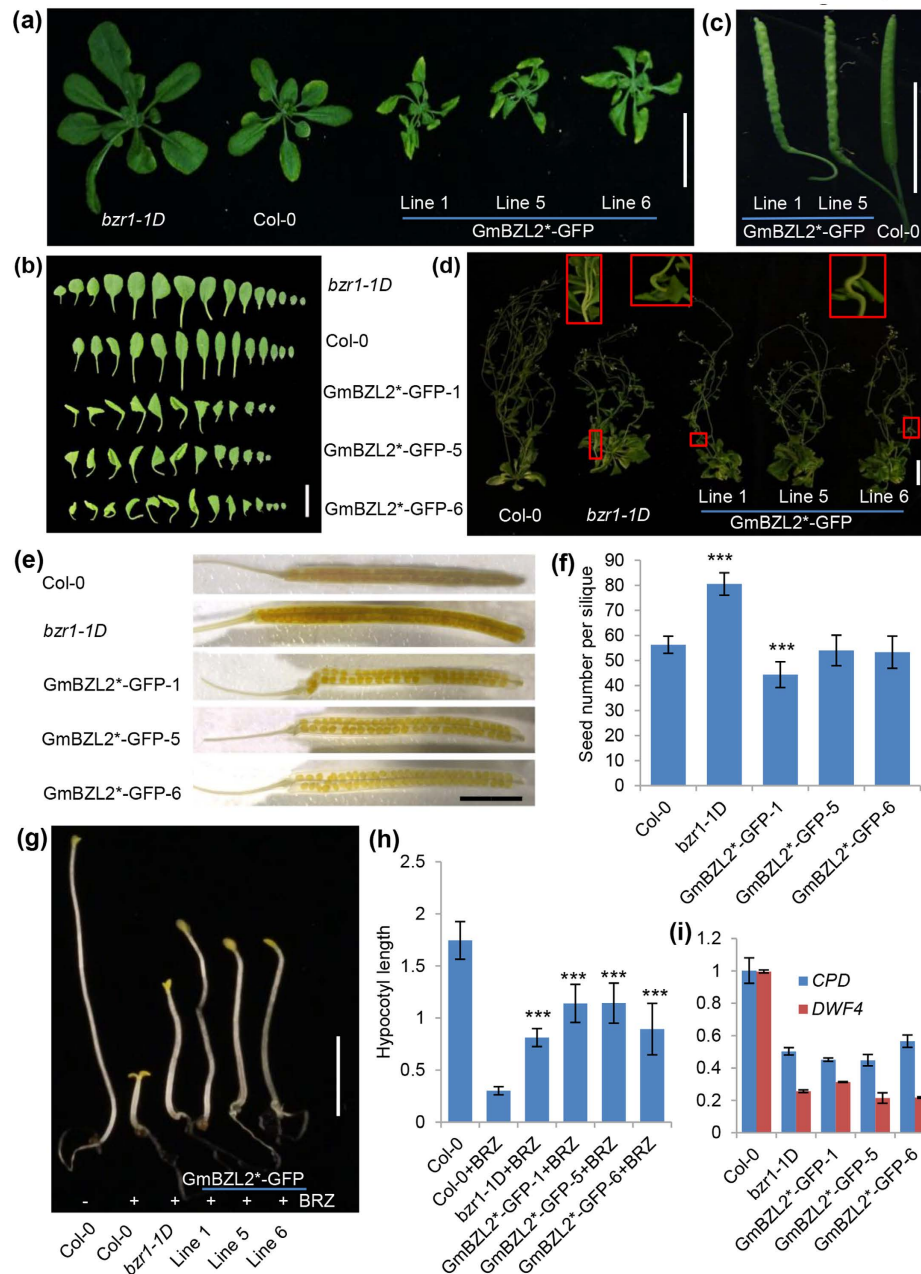 (a)
bzr1-1D Col-0 Line 1 Line 5 Line 6
GmBZL2*-GFP
(c)
Line 1 Line 5
GmBZL2*-GFP Col-0
(b)
bzr1-1D
Col-0
GmBZL2*-GFP-1
GmBZL2*-GFP-5
GmBZL2*-GFP-6
(d)
Col-0 bzr1-1D Line 1 Line 5 Line 6
GmBZL2*-GFP
(e)
Col-0
bzr1-1D
GmBZL2*-GFP-1
GmBZL2*-GFP-5
GmBZL2*-GFP-6
(f)
Seed number per silique
90
80
70
60
50
40
30
20
10
0
***
***
Col-0
bzr1-1D
GmBZL2*-GFP-1
GmBZL2*-GFP-5
GmBZL2*-GFP-6
(g)
GmBZL2*-GFP
- + + + + + BRZ
Col-0
Col-0
bzr1-1D
Line 1
Line 5
Line 6
(h)
Hypocotyl length
2.5
2
1.5
1
0.5
0
*** *** *** ***
Col-0
Col-0+BRZ
bzr1-1D+BRZ
GmBZL2*-GFP-1+BRZ
GmBZL2*-GFP-5+BRZ
GmBZL2*-GFP-6+BRZ
(i)
1.2
1
0.8
0.6
0.4
0.2
0
CPD
DWF4
Col-0
bzr1-1D
GmBZL2*-GFP-1
GmBZL2*-GFP-5
GmBZL2*-GFP-6